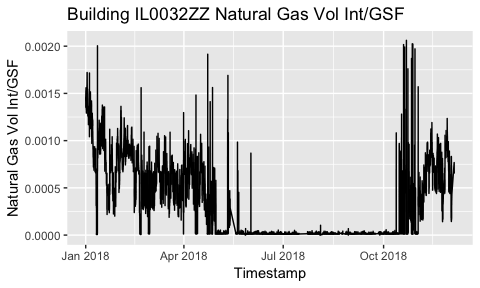 Building IL0032ZZ Natural Gas Vol Int/GSF
Natural Gas Vol Int/GSF
0.0020
0.0015
0.0010
0.0005
0.0000
Jan 2018 Apr 2018 Jul 2018 Oct 2018
Timestamp